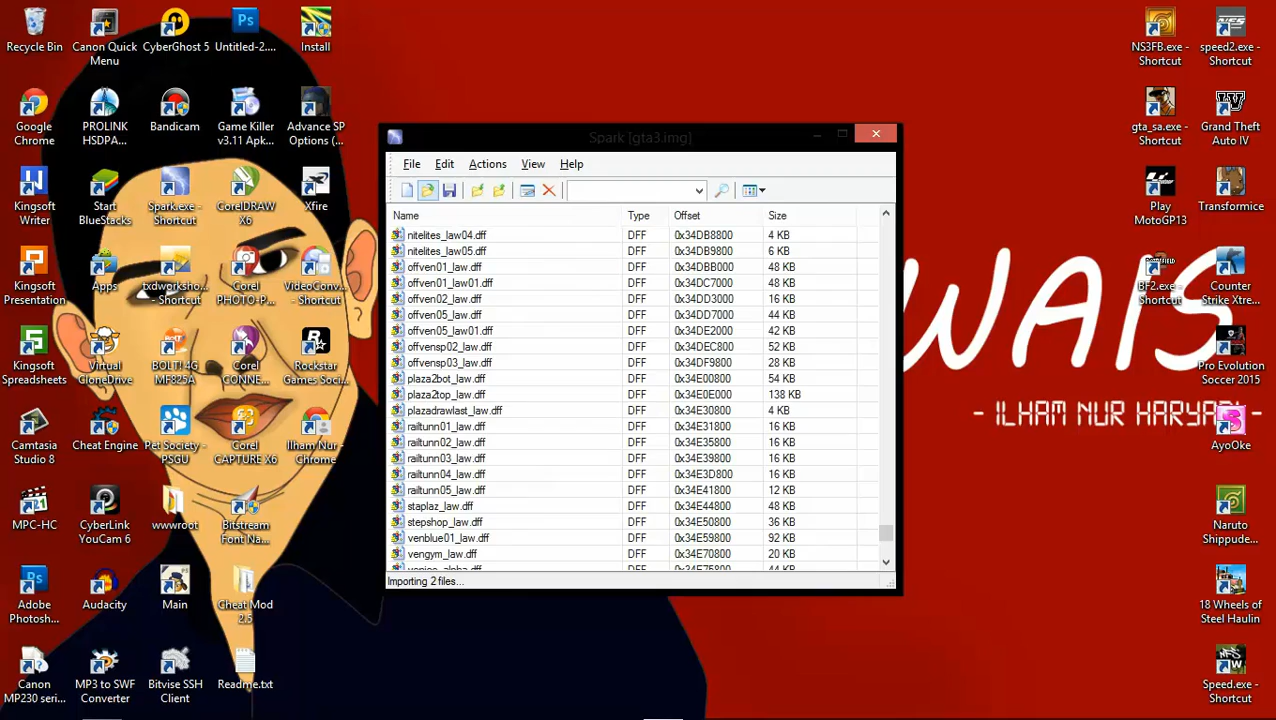 Recycle Bin
Canon Quick
Menu
CyberGhost 5
Untitled-2....
Install
Google
Chrome
PROLINK
HSDPA...
Bandicam
Game Killer
v3.11 Apk...
Advance SP
Options (...
Kingsoft
Writer
Start
BlueStacks
Spark.exe -
Shortcut
CorelDRAW
X6
Xfire
Kingsoft
Presentation
Apps
txdworksho...
- Shortcut
Corel
PHOTO-P...
VideoConv...
- Shortcut
Kingsoft
Spreadsheets
Virtual
CloneDrive
BOLT! 4G
MF825A
Corel
CONNE...
Rockstar
Games Soci...
Camtasia
Studio 8
Cheat Engine
Pet Society -
PSGU
Corel
CAPTURE X6
Ilham Nur -
Chrome
MPC-HC
CyberLink
YouCam 6
wwwroot
Bitstream
Font Na...
Adobe
Photosh...
Audacity
Main
Cheat Mod
2.5
Canon
MP230 seri...
MP3 to SWF
Converter
Bitvise SSH
Client
Readme.txt
Spark [gta3.img]
File Edit Actions View Help
Name Type Offset Size
nitelites_law04.dff DFF 0x34DB8800 4 KB
nitelites_law05.dff DFF 0x34DB9800 6 KB
offven01_law.dff DFF 0x34DBB000 48 KB
offven01_law01.dff DFF 0x34DC7000 48 KB
offven02_law.dff DFF 0x34DD3000 16 KB
offven05_law.dff DFF 0x34DD7000 44 KB
offven05_law01.dff DFF 0x34DE2000 42 KB
offvensp02_law.dff DFF 0x34DEC800 52 KB
offvensp03_law.dff DFF 0x34DF9800 28 KB
plaza2bot_law.dff DFF 0x34E00800 54 KB
plaza2top_law.dff DFF 0x34E0E000 138 KB
plazadrawlast_law.dff DFF 0x34E30800 4 KB
railtunn01_law.dff DFF 0x34E31800 16 KB
railtunn02_law.dff DFF 0x34E35800 16 KB
railtunn03_law.dff DFF 0x34E39800 16 KB
railtunn04_law.dff DFF 0x34E3D800 16 KB
railtunn05_law.dff DFF 0x34E41800 12 KB
staplaz_law.dff DFF 0x34E44800 48 KB
stepshop_law.dff DFF 0x34E50800 36 KB
venblue01_law.dff DFF 0x34E59800 92 KB
vengym_law.dff DFF 0x34E70800 20 KB
venice_alpha.dff DFF 0x34E75800 44 KB
Importing 2 files...
WAIS
- ILHAM NUR HARYADI -
NS3FB.exe -
Shortcut
speed2.exe -
Shortcut
gta_sa.exe -
Shortcut
Grand Theft
Auto IV
Play
MotoGP13
Transformice
BF2.exe -
Shortcut
Counter
Strike Xtre...
Pro Evolution
Soccer 2015
AyoOke
Naruto
Shippude...
18 Wheels of
Steel Haulin
Speed.exe -
Shortcut